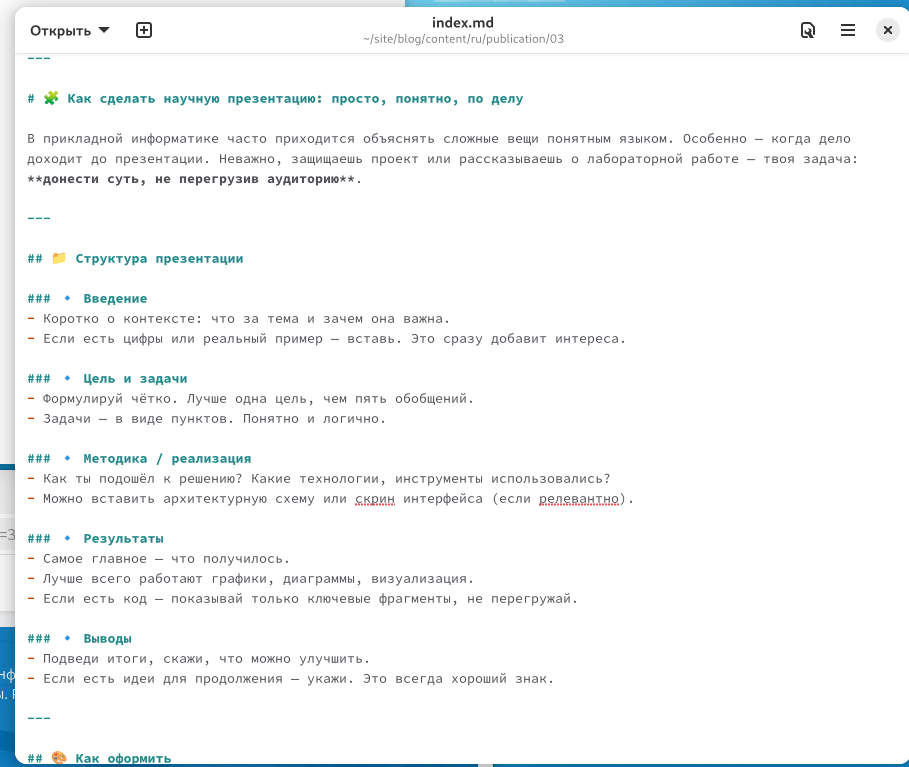 Открыть
index.md
~/site/blog/content/ru/publication/03
---
# 🧩 Как сделать научную презентацию: просто, понятно, по делу
В прикладной информатике часто приходится объяснять сложные вещи понятным языком. Особенно — когда дело
доходит до презентации. Неважно, защищаешь проект или рассказываешь о лабораторной работе — твоя задача:
**донести суть, не перегрузив аудиторию**.
---
## 📁 Структура презентации
### 🔹 Введение
- Коротко о контексте: что за тема и зачем она важна.
- Если есть цифры или реальный пример — вставь. Это сразу добавит интереса.
### 🔹 Цель и задачи
- Формулируй чётко. Лучше одна цель, чем пять обобщений.
- Задачи — в виде пунктов. Понятно и логично.
### 🔹 Методика / реализация
- Как ты подошёл к решению? Какие технологии, инструменты использовались?
- Можно вставить архитектурную схему или скрин интерфейса (если релевантно).
### 🔹 Результаты
- Самое главное — что получилось.
- Лучше всего работают графики, диаграммы, визуализация.
- Если есть код — показывай только ключевые фрагменты, не перегружай.
### 🔹 Выводы
- Подведи итоги, скажи, что можно улучшить.
- Если есть идеи для продолжения — укажи. Это всегда хороший знак.
---
## 🎨 Как оформить